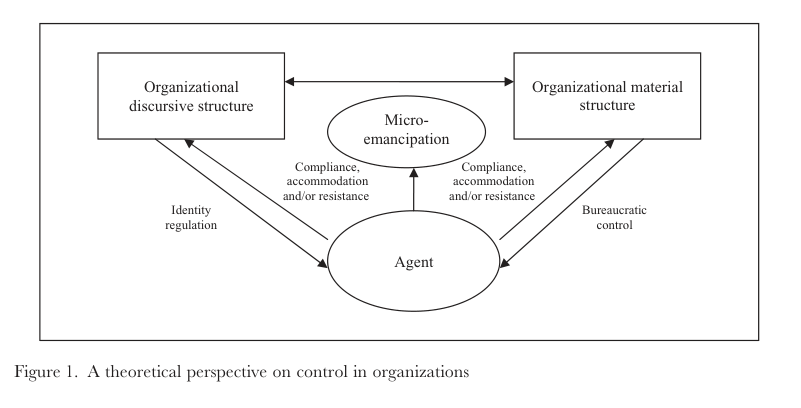 Organizational
discursive structure
Organizational material
structure
Micro-
emancipation
Compliance,
accommodation
and/or resistance
Compliance,
accommodation
and/or resistance
Identity
regulation
Bureaucratic
control
Agent
Figure 1. A theoretical perspective on control in organizations